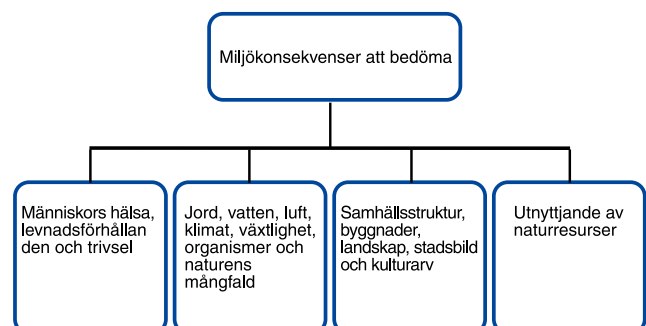 Miljökonsekvenser att bedöma
Människors hälsa,
levnadsförhållan
den och trivsel
Jord, vatten, luft,
klimat, växtlighet,
organismer och
naturens
mångfald
Samhällsstruktur,
byggnader,
landskap, stadsbild
och kulturarv
Utnyttjande av
naturresurser